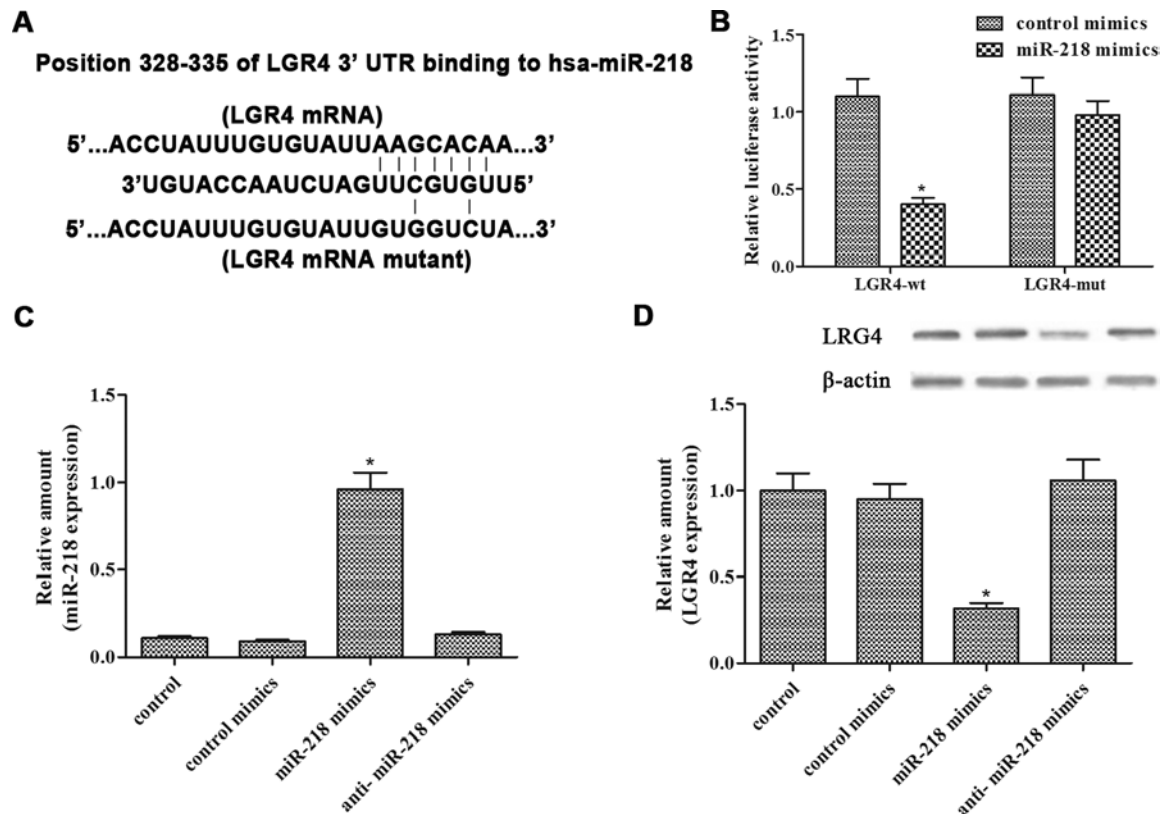 A
Position 328-335 of LGR4 3’ UTR binding to hsa-miR-218
(LGR4 mRNA)
5’...ACCUAUUUGUGUAUUAAGCACAA...3’
3’UGUACCAAUCUAGUUCGUGUU5’
5’...ACCUAUUUGUGUAUUGUGGUCUA...3’
(LGR4 mRNA mutant)
B
control mimics
miR-218 mimics
Relative luciferase activity
1.5
1.0
0.5
0.0
*
LGR4-wt
LGR4-mut
C
Relative amount
(miR-218 expression)
1.5
1.0
0.5
0.0
*
control
control mimics
miR-218 mimics
anti- miR-218 mimics
D
LRG4
β-actin
Relative amount
(LGR4 expression)
1.5
1.0
0.5
0.0
*
control
control mimics
miR-218 mimics
anti- miR-218 mimics